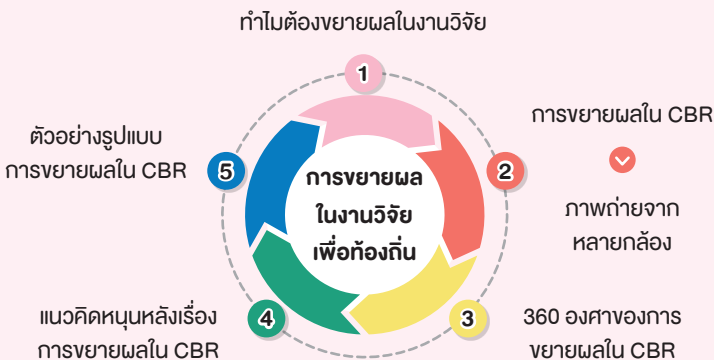 ทำไมต้องขยายผลในงานวิจัย
1
การขยายผลใน CBR
2
ภาพถ่ายจาก
หลายกล้อง
3
360 องศาของการ
ขยายผลใน CBR
4
แนวคิดหนุนหลังเรื่อง
การขยายผลใน CBR
5
ตัวอย่างรูปแบบ
การขยายผลใน CBR
การขยายผล
ในงานวิจัย
เพื่อท้องถิ่น